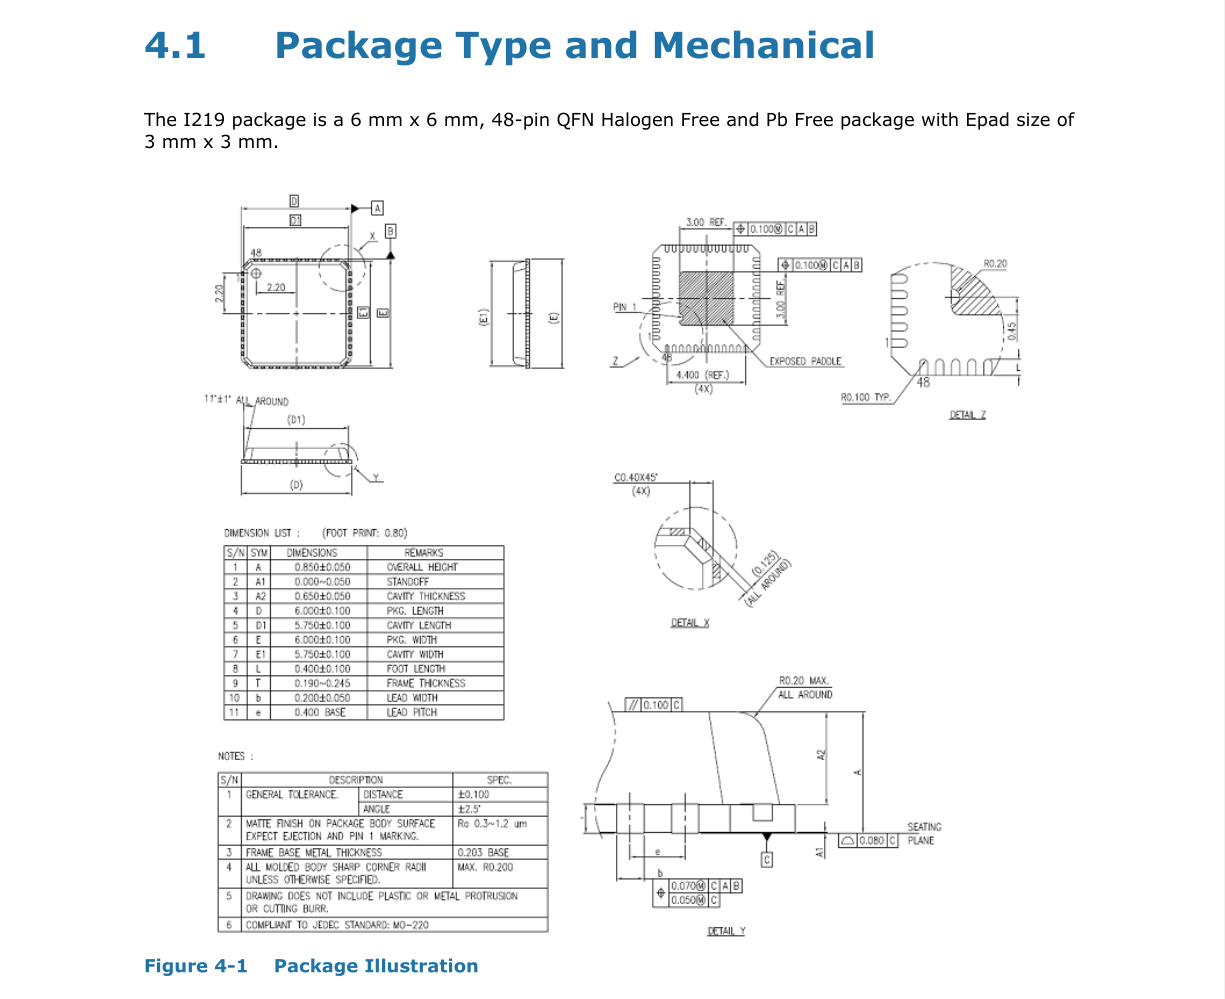 4.1 Package Type and Mechanical
The I219 package is a 6 mm x 6 mm, 48-pin QFN Halogen Free and Pb Free package with Epad size of
3 mm x 3 mm.
D
A
D1
B
X
48
2.20
2.20
E1
E
(E1)
(E)
3.00 REF.
0.100Ⓜ C A B
0.100Ⓜ C A B
3.00 REF.
PIN 1
1
48
Z
EXPOSED PADDLE
4.400 (REF.)
(4X)
R0.20
0.45
1
L
48
R0.100 TYP.
DETAIL Z
11°±1° ALL AROUND
(D1)
(D)
Y
C0.40X45°
(4X)
(0.125)
(ALL AROUND)
DETAIL X
DIMENSION LIST : (FOOT PRINT: 0.80)
S/N SYM DIMENSIONS REMARKS
1 A 0.850±0.050 OVERALL HEIGHT
2 A1 0.000~0.050 STANDOFF
3 A2 0.650±0.050 CAVITY THICKNESS
4 D 6.000±0.100 PKG. LENGTH
5 D1 5.750±0.100 CAVITY LENGTH
6 E 6.000±0.100 PKG. WIDTH
7 E1 5.750±0.100 CAVITY WIDTH
8 L 0.400±0.100 FOOT LENGTH
9 T 0.190~0.245 FRAME THICKNESS
10 b 0.200±0.050 LEAD WIDTH
11 e 0.400 BASE LEAD PITCH
NOTES :
S/N DESCRIPTION SPEC.
1 GENERAL TOLERANCE. DISTANCE ±0.100
ANGLE ±2.5°
2 MATTE FINISH ON PACKAGE BODY SURFACE Ra 0.3~1.2 um
EXPECT EJECTION AND PIN 1 MARKING.
3 FRAME BASE METAL THICKNESS 0.203 BASE
4 ALL MOLDED BODY SHARP CORNER RADII MAX. R0.200
UNLESS OTHERWISE SPECIFIED.
5 DRAWING DOES NOT INCLUDE PLASTIC OR METAL PROTRUSION
OR CUTTING BURR.
6 COMPLIANT TO JEDEC STANDARD: MO-220
R0.20 MAX.
ALL AROUND
// 0.100 C
A2
A
SEATING
PLANE
0.080 C
A1
C
e
b
0.070Ⓜ C A B
0.050Ⓜ C
DETAIL Y
Figure 4-1 Package Illustration